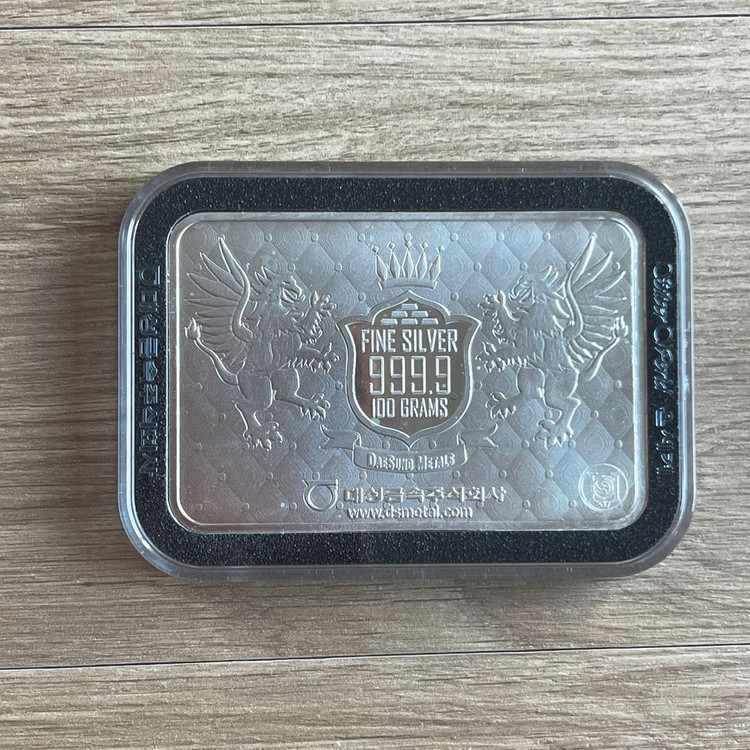 FINE SILVER
999.9
100 GRAMS
DAESUNG METALS
대성금속주식회사
www.dsmetal.com